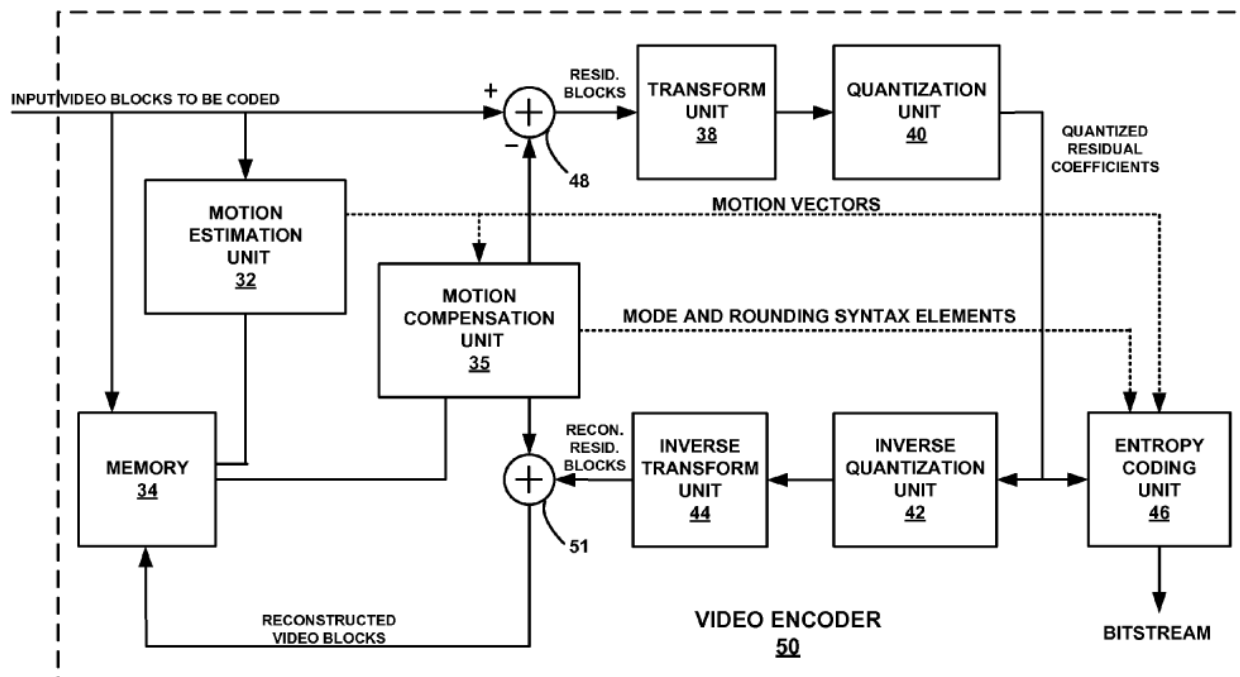 INPUT VIDEO BLOCKS TO BE CODED
+
+
−
48
RESID.
BLOCKS
TRANSFORM
UNIT
38
QUANTIZATION
UNIT
40
QUANTIZED
RESIDUAL
COEFFICIENTS
MOTION
ESTIMATION
UNIT
32
MOTION VECTORS
MOTION
COMPENSATION
UNIT
35
MODE AND ROUNDING SYNTAX ELEMENTS
MEMORY
34
+
51
RECON.
RESID.
BLOCKS
INVERSE
TRANSFORM
UNIT
44
INVERSE
QUANTIZATION
UNIT
42
ENTROPY
CODING
UNIT
46
RECONSTRUCTED
VIDEO BLOCKS
VIDEO ENCODER
50
BITSTREAM